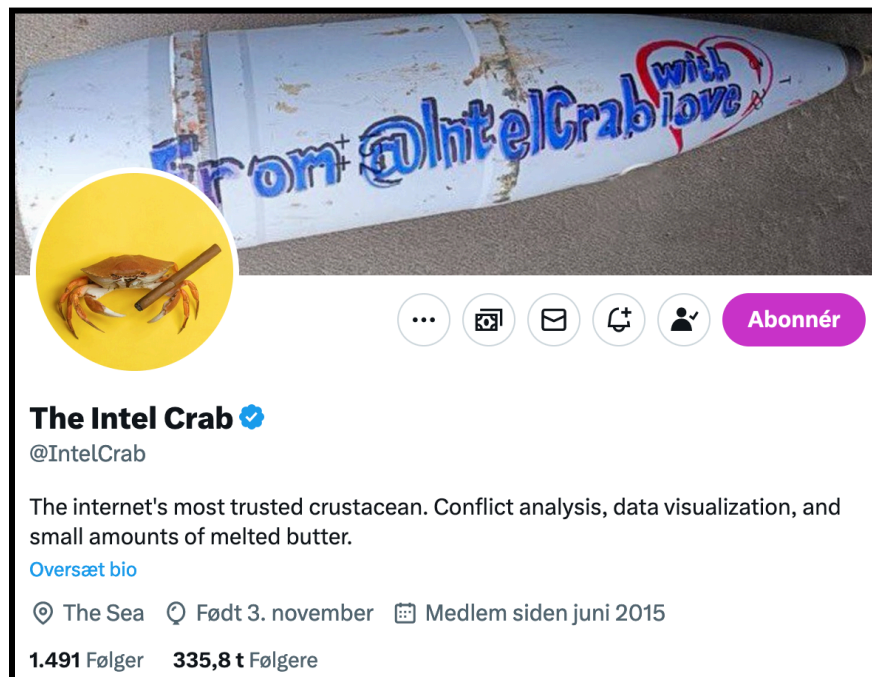 From @IntelCrab with
love
Abonnér
The Intel Crab
@IntelCrab
The internet's most trusted crustacean. Conflict analysis, data visualization, and
small amounts of melted butter.
Oversæt bio
The Sea Født 3. november Medlem siden juni 2015
1.491 Følger 335,8 t Følgere